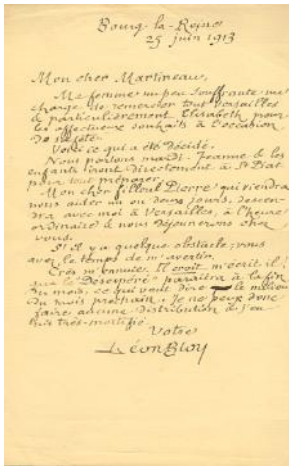 Bourg-la-Reine
25 juin 1913
Mon cher Martineau,
Ma femme un peu souffrante me
charge de remercier tout Versailles
& particulièrement Elisabeth pour
les affectueux souhaits à l'occasion
de sa fête.
Voici ce qui a été décidé.
Nous partons mardi. Jeanne & les
enfants iront directement à St Piat
pour tout préparer.
Mon cher filleul Pierre qui viendra
nous aider un ou deux jours, descen-
dra avec moi à Versailles, à l'heure
ordinaire & nous déjeunerons chez
vous.
S'il y a quelque obstacle, vous
avez le temps de m'avertir.
Crès m'ennuie. Il croit, m'écrit-il,
que le Désespéré paraîtra à la fin
du mois, ce qui veut dire le milieu
du mois prochain. Je ne peux donc
faire aucune distribution & j'en
suis très-mortifié.
Votre
Léon Bloy